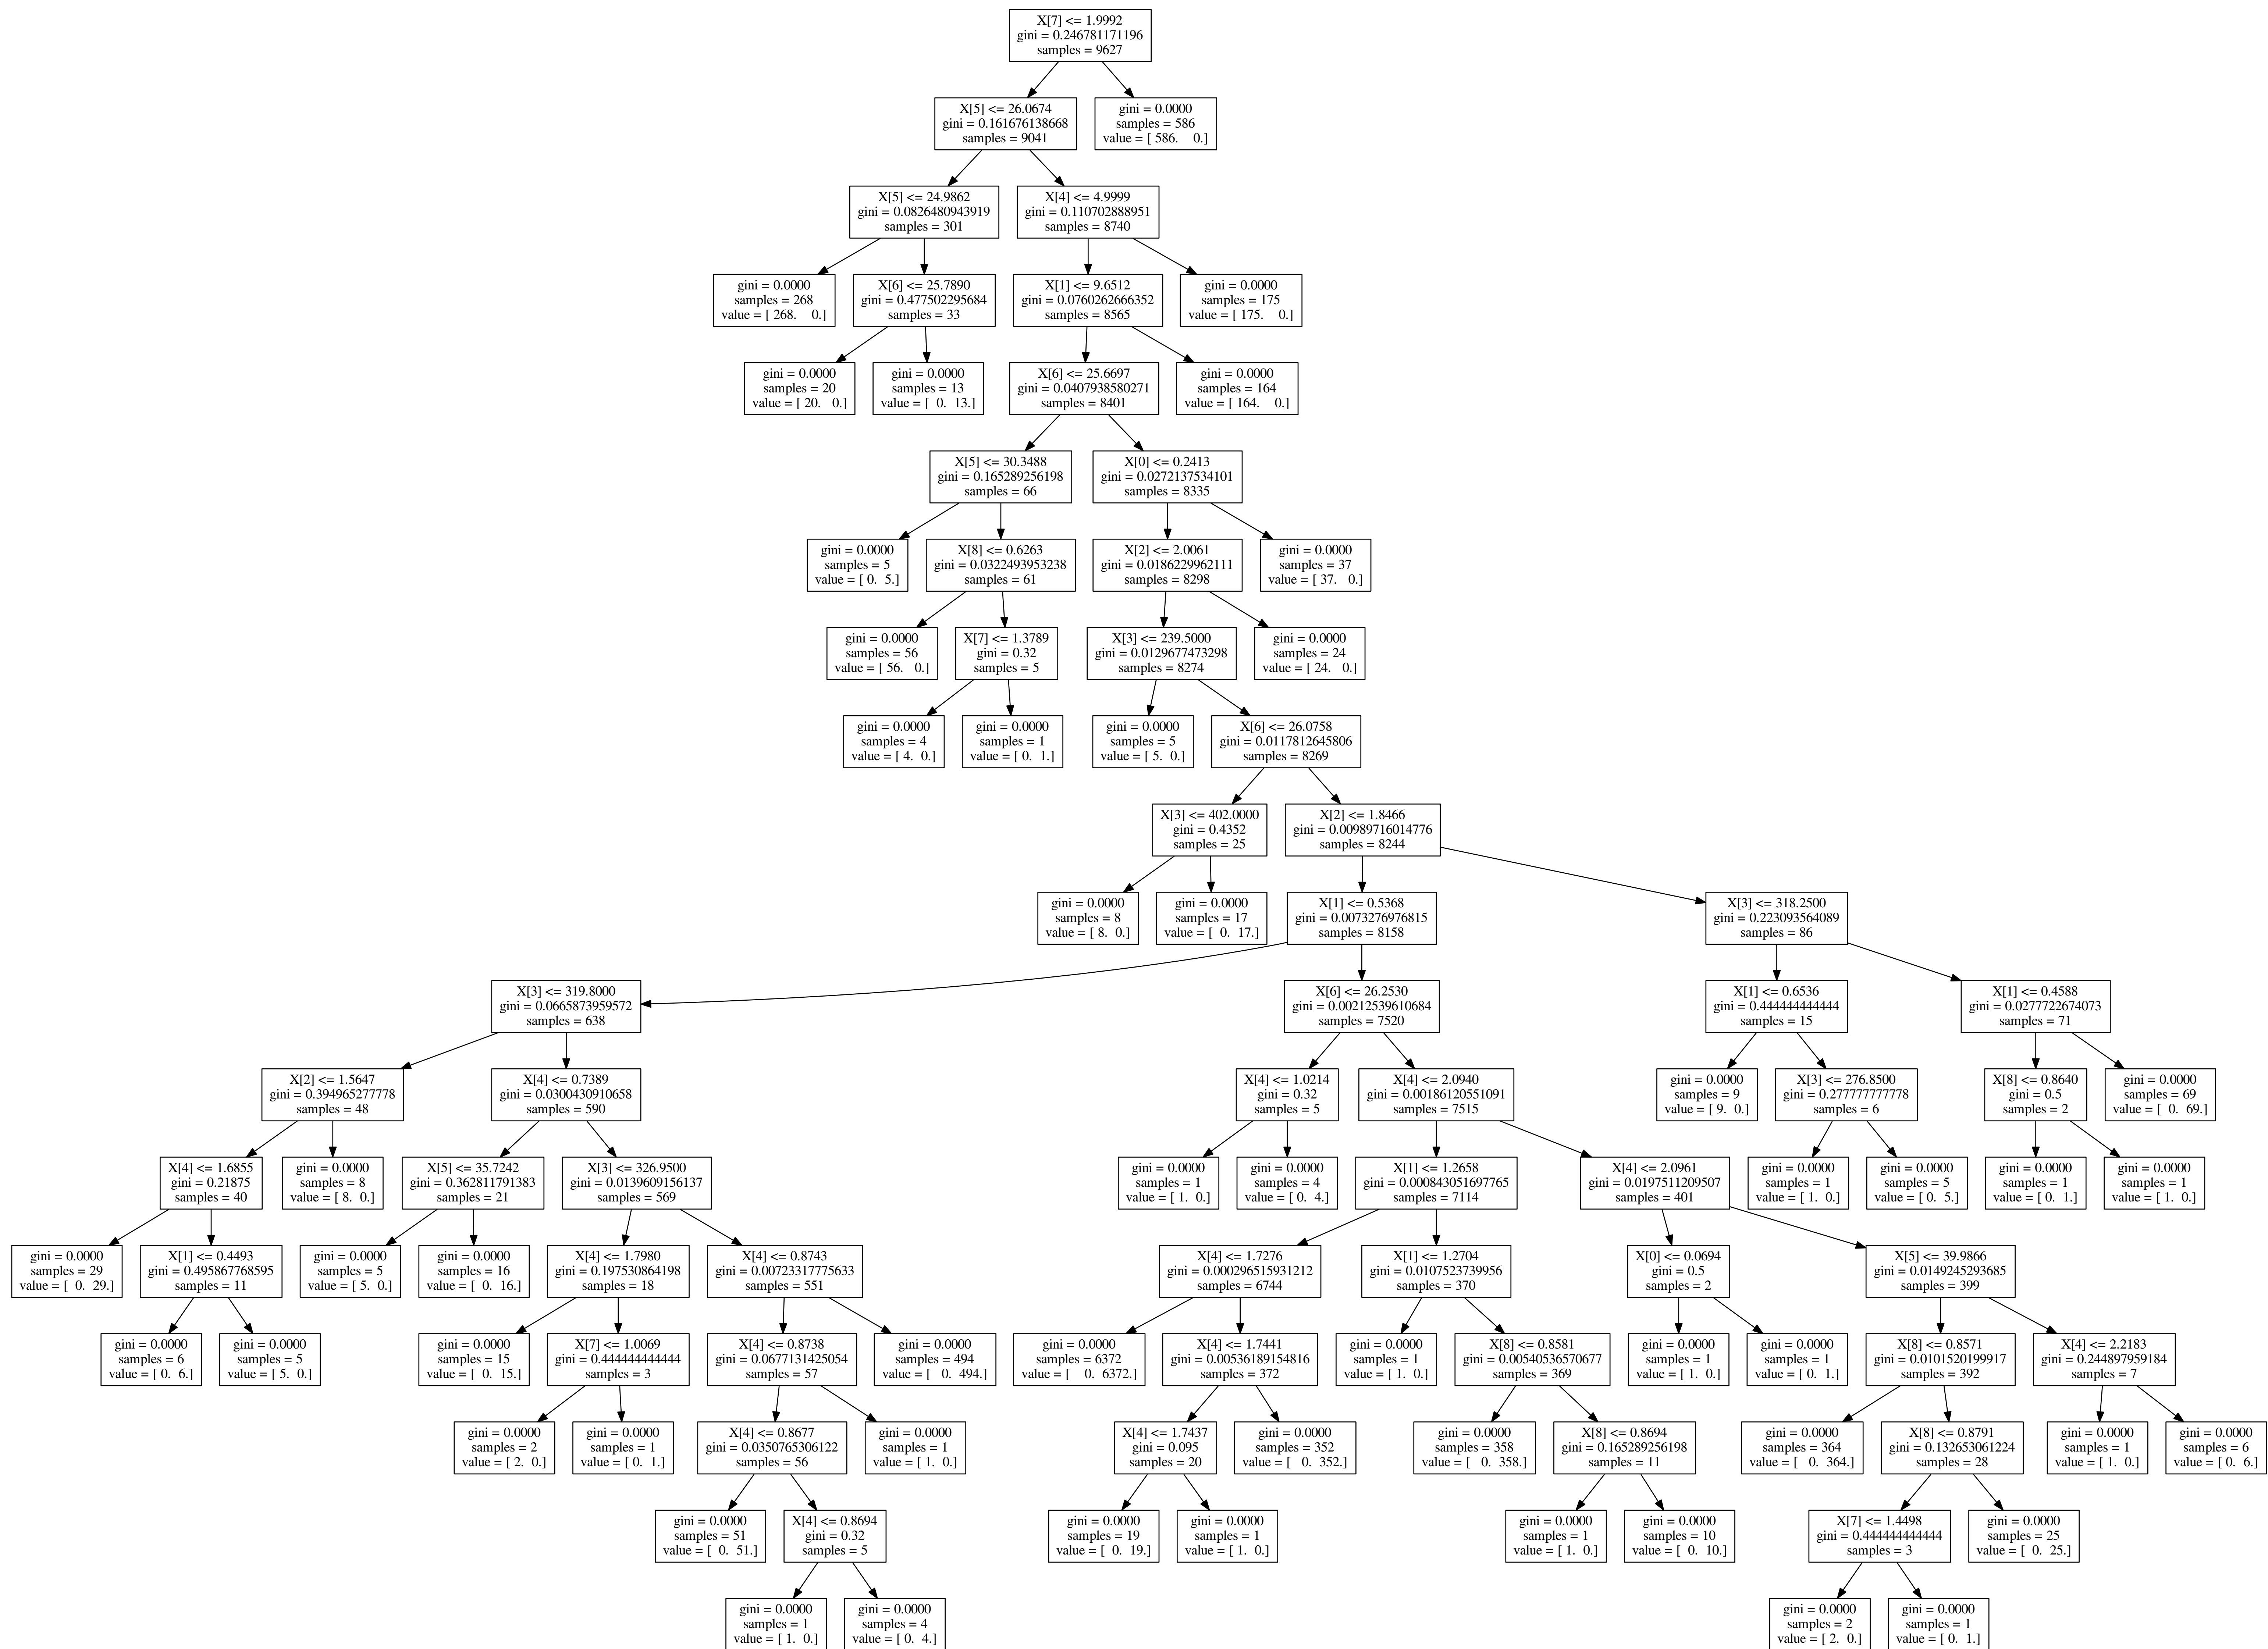 X[7] <= 1.9992
gini = 0.246781171196
samples = 9627
X[5] <= 26.0674
gini = 0.161676138668
samples = 9041
gini = 0.0000
samples = 586
value = [ 586. 0.]
X[5] <= 24.9862
gini = 0.0826480943919
samples = 301
X[4] <= 4.9999
gini = 0.110702888951
samples = 8740
gini = 0.0000
samples = 268
value = [ 268. 0.]
X[6] <= 25.7890
gini = 0.477502295684
samples = 33
X[1] <= 9.6512
gini = 0.0760262666352
samples = 8565
gini = 0.0000
samples = 175
value = [ 175. 0.]
gini = 0.0000
samples = 20
value = [ 20. 0.]
gini = 0.0000
samples = 13
value = [ 0. 13.]
X[6] <= 25.6697
gini = 0.0407938580271
samples = 8401
gini = 0.0000
samples = 164
value = [ 164. 0.]
X[5] <= 30.3488
gini = 0.165289256198
samples = 66
X[0] <= 0.2413
gini = 0.0272137534101
samples = 8335
gini = 0.0000
samples = 5
value = [ 0. 5.]
X[8] <= 0.6263
gini = 0.0322493953238
samples = 61
X[2] <= 2.0061
gini = 0.0186229962111
samples = 8298
gini = 0.0000
samples = 37
value = [ 37. 0.]
gini = 0.0000
samples = 56
value = [ 56. 0.]
X[7] <= 1.3789
gini = 0.32
samples = 5
X[3] <= 239.5000
gini = 0.0129677473298
samples = 8274
gini = 0.0000
samples = 24
value = [ 24. 0.]
gini = 0.0000
samples = 4
value = [ 4. 0.]
gini = 0.0000
samples = 1
value = [ 0. 1.]
gini = 0.0000
samples = 5
value = [ 5. 0.]
X[6] <= 26.0758
gini = 0.0117812645806
samples = 8269
X[3] <= 402.0000
gini = 0.4352
samples = 25
X[2] <= 1.8466
gini = 0.00989716014776
samples = 8244
gini = 0.0000
samples = 8
value = [ 8. 0.]
gini = 0.0000
samples = 17
value = [ 0. 17.]
X[1] <= 0.5368
gini = 0.0073276976815
samples = 8158
X[3] <= 318.2500
gini = 0.223093564089
samples = 86
X[3] <= 319.8000
gini = 0.0665873959572
samples = 638
X[6] <= 26.2530
gini = 0.00212539610684
samples = 7520
X[1] <= 0.6536
gini = 0.444444444444
samples = 15
X[1] <= 0.4588
gini = 0.0277722674073
samples = 71
X[2] <= 1.5647
gini = 0.394965277778
samples = 48
X[4] <= 0.7389
gini = 0.0300430910658
samples = 590
X[4] <= 1.0214
gini = 0.32
samples = 5
X[4] <= 2.0940
gini = 0.00186120551091
samples = 7515
gini = 0.0000
samples = 9
value = [ 9. 0.]
X[3] <= 276.8500
gini = 0.277777777778
samples = 6
X[8] <= 0.8640
gini = 0.5
samples = 2
gini = 0.0000
samples = 69
value = [ 0. 69.]
X[4] <= 1.6855
gini = 0.21875
samples = 40
gini = 0.0000
samples = 8
value = [ 8. 0.]
X[5] <= 35.7242
gini = 0.362811791383
samples = 21
X[3] <= 326.9500
gini = 0.0139609156137
samples = 569
gini = 0.0000
samples = 1
value = [ 1. 0.]
gini = 0.0000
samples = 4
value = [ 0. 4.]
X[1] <= 1.2658
gini = 0.000843051697765
samples = 7114
X[4] <= 2.0961
gini = 0.0197511209507
samples = 401
gini = 0.0000
samples = 1
value = [ 1. 0.]
gini = 0.0000
samples = 5
value = [ 0. 5.]
gini = 0.0000
samples = 1
value = [ 0. 1.]
gini = 0.0000
samples = 1
value = [ 1. 0.]
gini = 0.0000
samples = 29
value = [ 0. 29.]
X[1] <= 0.4493
gini = 0.495867768595
samples = 11
gini = 0.0000
samples = 5
value = [ 5. 0.]
gini = 0.0000
samples = 16
value = [ 0. 16.]
X[4] <= 1.7980
gini = 0.197530864198
samples = 18
X[4] <= 0.8743
gini = 0.00723317775633
samples = 551
X[4] <= 1.7276
gini = 0.000296515931212
samples = 6744
X[1] <= 1.2704
gini = 0.0107523739956
samples = 370
X[0] <= 0.0694
gini = 0.5
samples = 2
X[5] <= 39.9866
gini = 0.0149245293685
samples = 399
gini = 0.0000
samples = 6
value = [ 0. 6.]
gini = 0.0000
samples = 5
value = [ 5. 0.]
gini = 0.0000
samples = 15
value = [ 0. 15.]
X[7] <= 1.0069
gini = 0.444444444444
samples = 3
X[4] <= 0.8738
gini = 0.0677131425054
samples = 57
gini = 0.0000
samples = 494
value = [ 0. 494.]
gini = 0.0000
samples = 6372
value = [ 0. 6372.]
X[4] <= 1.7441
gini = 0.00536189154816
samples = 372
gini = 0.0000
samples = 1
value = [ 1. 0.]
X[8] <= 0.8581
gini = 0.00540536570677
samples = 369
gini = 0.0000
samples = 1
value = [ 1. 0.]
gini = 0.0000
samples = 1
value = [ 0. 1.]
X[8] <= 0.8571
gini = 0.0101520199917
samples = 392
X[4] <= 2.2183
gini = 0.244897959184
samples = 7
gini = 0.0000
samples = 2
value = [ 2. 0.]
gini = 0.0000
samples = 1
value = [ 0. 1.]
X[4] <= 0.8677
gini = 0.0350765306122
samples = 56
gini = 0.0000
samples = 1
value = [ 1. 0.]
X[4] <= 1.7437
gini = 0.095
samples = 20
gini = 0.0000
samples = 352
value = [ 0. 352.]
gini = 0.0000
samples = 358
value = [ 0. 358.]
X[8] <= 0.8694
gini = 0.165289256198
samples = 11
gini = 0.0000
samples = 364
value = [ 0. 364.]
X[8] <= 0.8791
gini = 0.132653061224
samples = 28
gini = 0.0000
samples = 1
value = [ 1. 0.]
gini = 0.0000
samples = 6
value = [ 0. 6.]
gini = 0.0000
samples = 51
value = [ 0. 51.]
X[4] <= 0.8694
gini = 0.32
samples = 5
gini = 0.0000
samples = 19
value = [ 0. 19.]
gini = 0.0000
samples = 1
value = [ 1. 0.]
gini = 0.0000
samples = 1
value = [ 1. 0.]
gini = 0.0000
samples = 10
value = [ 0. 10.]
X[7] <= 1.4498
gini = 0.444444444444
samples = 3
gini = 0.0000
samples = 25
value = [ 0. 25.]
gini = 0.0000
samples = 1
value = [ 1. 0.]
gini = 0.0000
samples = 4
value = [ 0. 4.]
gini = 0.0000
samples = 2
value = [ 2. 0.]
gini = 0.0000
samples = 1
value = [ 0. 1.]